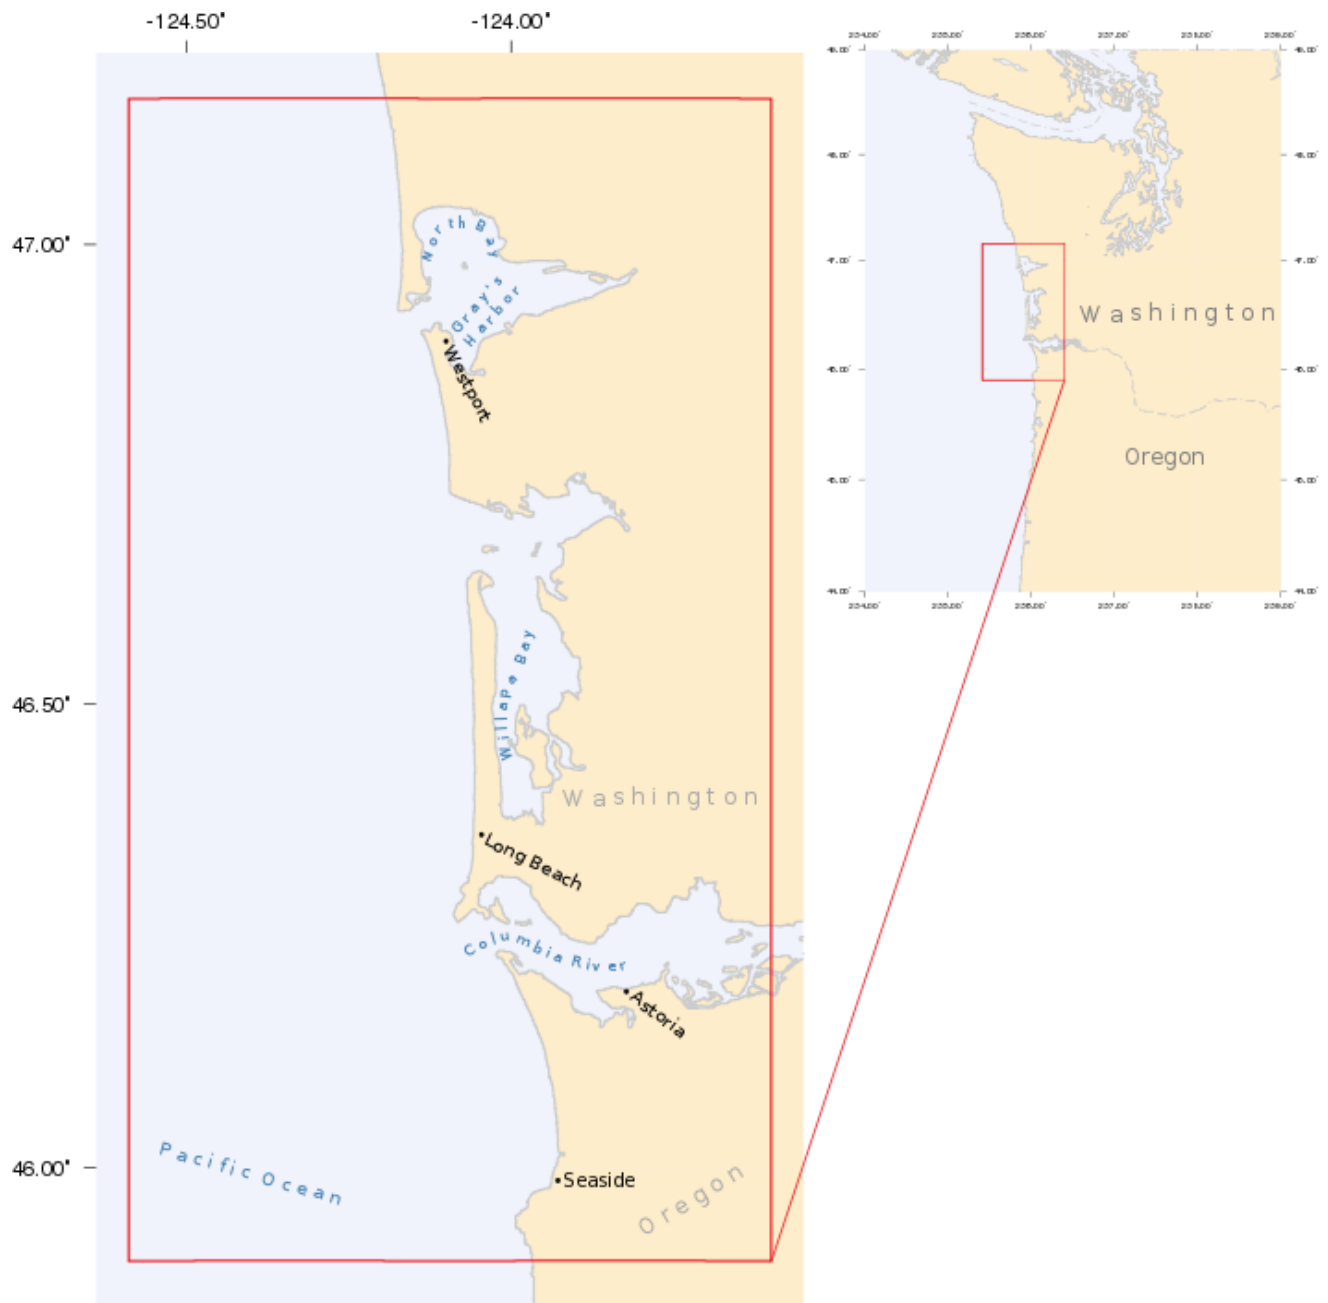 -124.50°
-124.00°
47.00°
46.50°
46.00°
North Bay
Gray's
Harbor
Westport
Willape Bay
Washington
Long Beach
Columbia River
Astoria
Pacific Ocean
Seaside
Oregon
Washington
Oregon